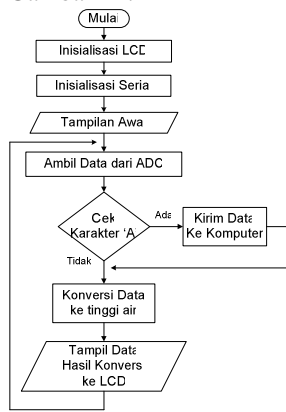 Mulai
Inisialisasi LCD
Inisialisasi Seria
Tampilan Awa
Ambil Data dari ADC
Cek
Karakter 'A'
Ada
Kirim Data
Ke Komputer
Tidak
Konversi Data
ke tinggi air
Tampil Data
Hasil Konvers
ke LCD